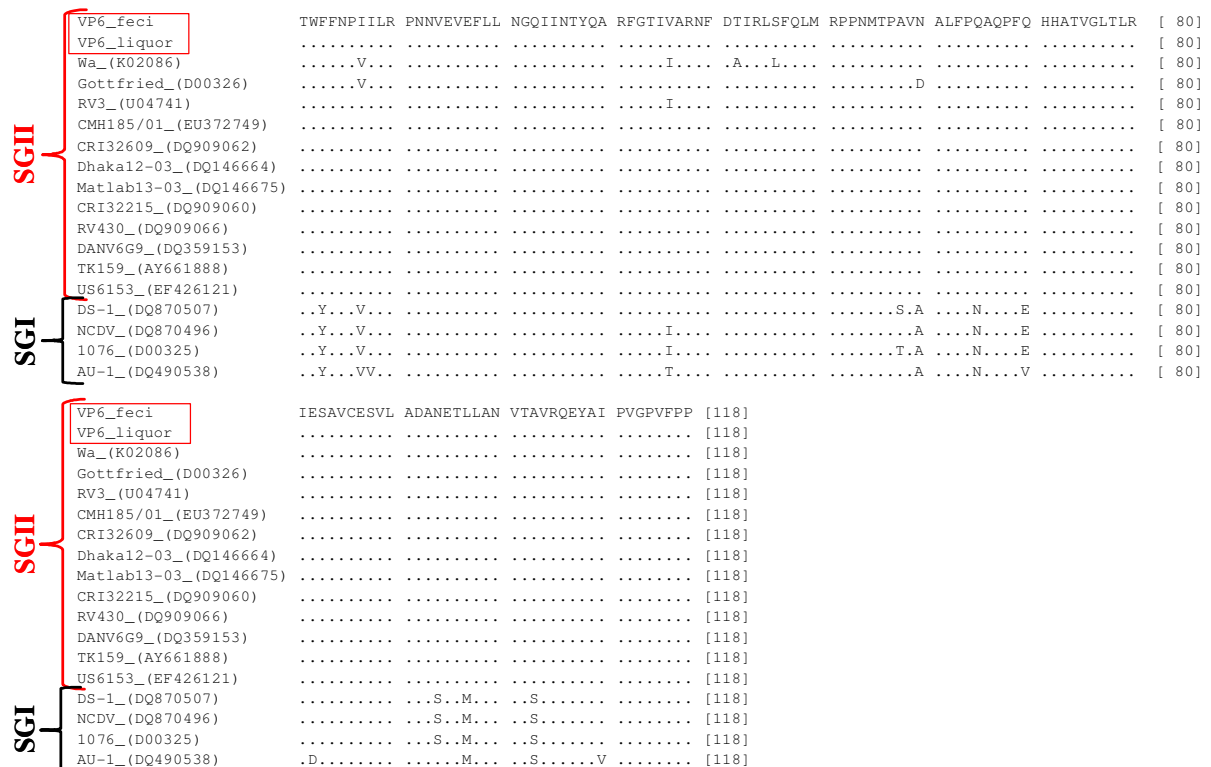 VP6_feci TWFFNPIILR PNNVEVEFLL NGQIINTYQA RFGTIVARNF DTIRLSFQLM RPPNMTPAVN ALFPQAQPFQ HHATVGLTLR [ 80]
VP6_liquor .......... .......... .......... .......... .......... .......... .......... .......... [ 80]
Wa_(K02086) ......V... .......... .......... .....I.... .A...L.... .......... .......... .......... [ 80]
Gottfried_(D00326) ......V... .......... .......... .......... .......... .........D .......... .......... [ 80]
RV3_(U04741) .......... .......... .......... .....I.... .......... .......... .......... .......... [ 80]
CMH185/01_(EU372749) .......... .......... .......... .......... .......... .......... .......... .......... [ 80]
CRI32609_(DQ909062) .......... .......... .......... .......... .......... .......... .......... .......... [ 80]
Dhaka12-03_(DQ146664) .......... .......... .......... .......... .......... .......... .......... .......... [ 80]
Matlab13-03_(DQ146675) .......... .......... .......... .......... .......... .......... .......... .......... [ 80]
CRI32215_(DQ909060) .......... .......... .......... .......... .......... .......... .......... .......... [ 80]
RV430_(DQ909066) .......... .......... .......... .......... .......... .......... .......... .......... [ 80]
DANV6G9_(DQ359153) .......... .......... .......... .......... .......... .......... .......... .......... [ 80]
TK159_(AY661888) .......... .......... .......... .......... .......... .......... .......... .......... [ 80]
US6153_(EF426121) .......... .......... .......... .......... .......... .......... .......... .......... [ 80]
DS-1_(DQ870507) ..Y...V... .......... .......... .......... .......... .......S.A ....N....E .......... [ 80]
NCDV_(DQ870496) ..Y...V... .......... .......... .....I.... .......... .........A ....N....E .......... [ 80]
1076_(D00325) ..Y...V... .......... .......... .....I.... .......... .......T.A ....N....E .......... [ 80]
AU-1_(DQ490538) ..Y...VV.. .......... .......... .....T.... .......... .........A ....N....V .......... [ 80]
SGII
SGI
VP6_feci IESAVCESVL ADANETLLAN VTAVRQEYAI PVGPVFPP [118]
VP6_liquor .......... .......... .......... ........ [118]
Wa_(K02086) .......... .......... .......... ........ [118]
Gottfried_(D00326) .......... .......... .......... ........ [118]
RV3_(U04741) .......... .......... .......... ........ [118]
CMH185/01_(EU372749) .......... .......... .......... ........ [118]
CRI32609_(DQ909062) .......... .......... .......... ........ [118]
Dhaka12-03_(DQ146664) .......... .......... .......... ........ [118]
Matlab13-03_(DQ146675) .......... .......... .......... ........ [118]
CRI32215_(DQ909060) .......... .......... .......... ........ [118]
RV430_(DQ909066) .......... .......... .......... ........ [118]
DANV6G9_(DQ359153) .......... .......... .......... ........ [118]
TK159_(AY661888) .......... .......... .......... ........ [118]
US6153_(EF426121) .......... .......... .......... ........ [118]
DS-1_(DQ870507) .......... ...S..M... ..S....... ........ [118]
NCDV_(DQ870496) .......... ...S..M... ..S....... ........ [118]
1076_(D00325) .......... ...S..M... ..S....... ........ [118]
AU-1_(DQ490538) .D........ ......M... ..S......V ........ [118]
SGII
SGI